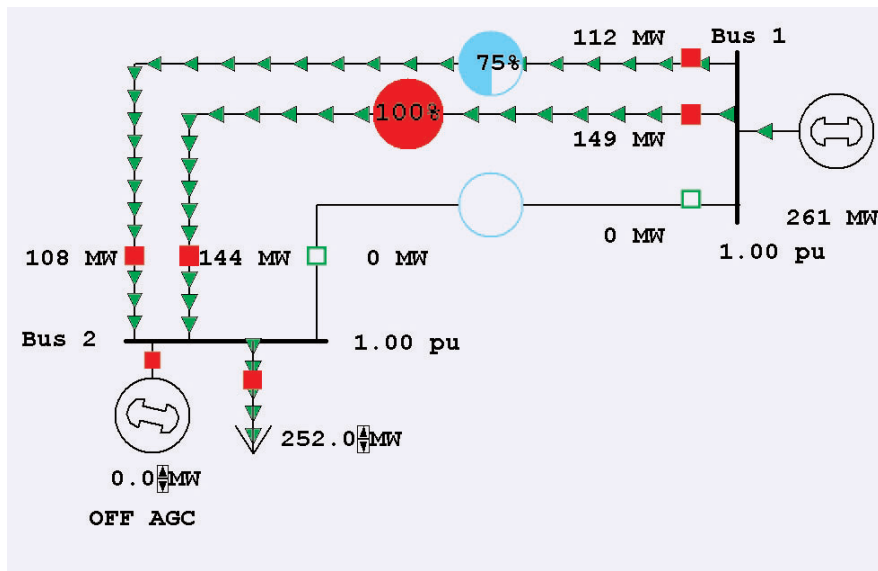 112 MW
Bus 1
75%
100%
149 MW
261 MW
0 MW
1.00 pu
108 MW
144 MW
0 MW
Bus 2
1.00 pu
252.0 MW
0.0 MW
OFF AGC